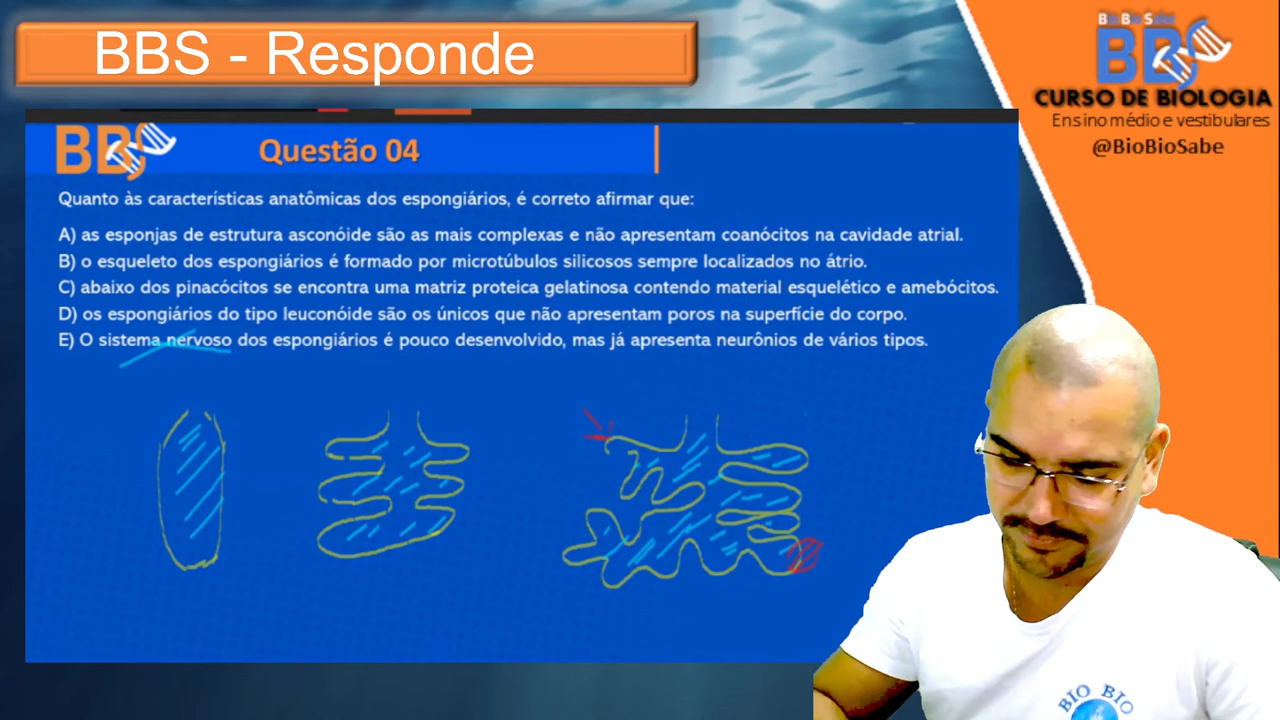 BBS - Responde
Bio Bio Sabe
BBS
CURSO DE BIOLOGIA
Ensino médio e vestibulares
@BioBioSabe
BBS
Questão 04
Quanto às características anatômicas dos espongiários, é correto afirmar que:
A) as esponjas de estrutura asconóide são as mais complexas e não apresentam coanócitos na cavidade atrial.
B) o esqueleto dos espongiários é formado por microtúbulos silicosos sempre localizados no átrio.
C) abaixo dos pinacócitos se encontra uma matriz proteica gelatinosa contendo material esquelético e amebócitos.
D) os espongiários do tipo leuconóide são os únicos que não apresentam poros na superfície do corpo.
E) O sistema nervoso dos espongiários é pouco desenvolvido, mas já apresenta neurônios de vários tipos.
BIO BIO